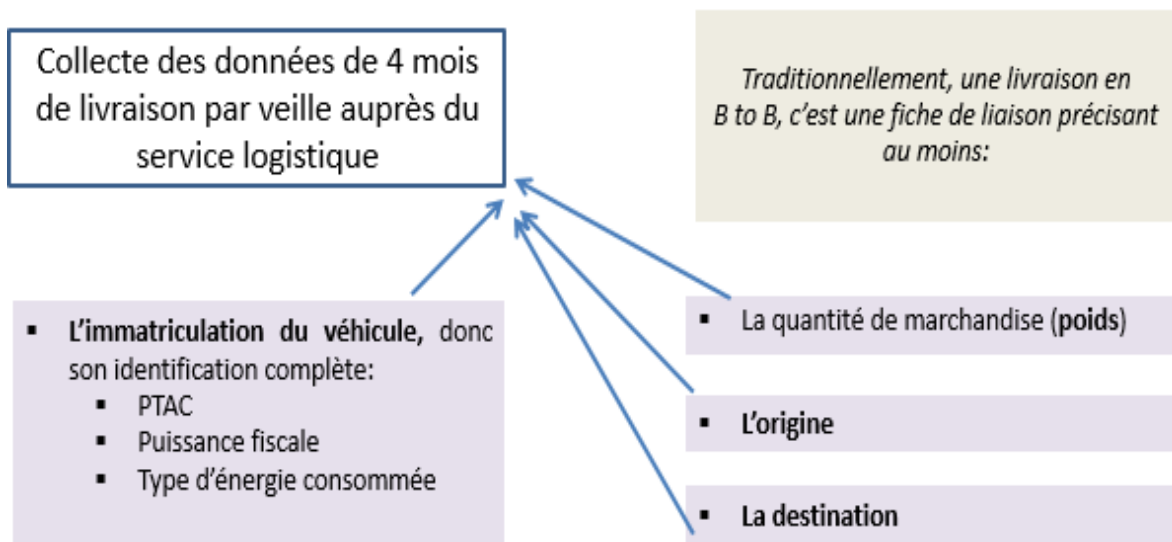 Collecte des données de 4 mois
de livraison par veille auprès du
service logistique
Traditionnellement, une livraison en
B to B, c’est une fiche de liaison précisant
au moins:
▪ L’immatriculation du véhicule, donc
son identification complète:
▪ PTAC
▪ Puissance fiscale
▪ Type d’énergie consommée
▪ La quantité de marchandise (poids)
▪ L’origine
▪ La destination